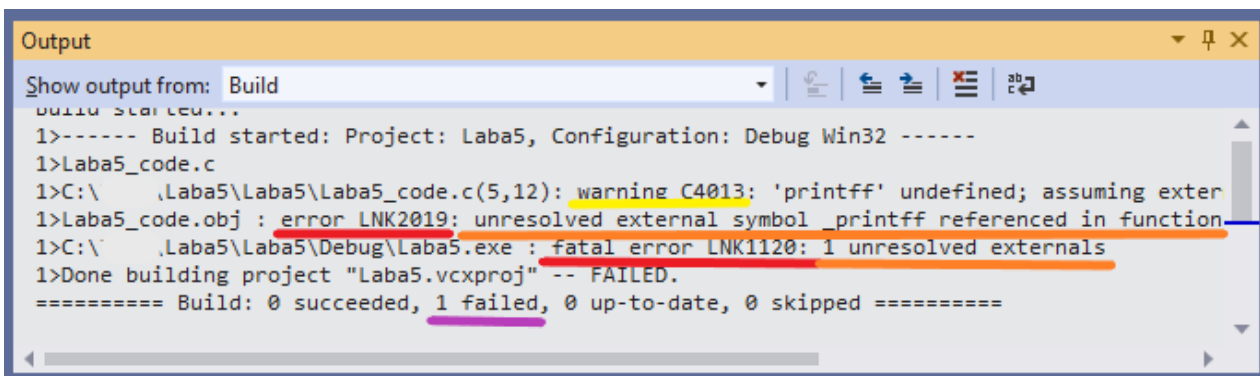 Output
Show output from: Build
Build started...
1>------ Build started: Project: Laba5, Configuration: Debug Win32 ------
1>Laba5_code.c
1>C:\ .Laba5\Laba5\Laba5_code.c(5,12): warning C4013: 'printff' undefined; assuming exter
1>Laba5_code.obj : error LNK2019: unresolved external symbol _printff referenced in function
1>C:\ .Laba5\Laba5\Debug\Laba5.exe : fatal error LNK1120: 1 unresolved externals
1>Done building project "Laba5.vcxproj" -- FAILED.
========== Build: 0 succeeded, 1 failed, 0 up-to-date, 0 skipped ==========